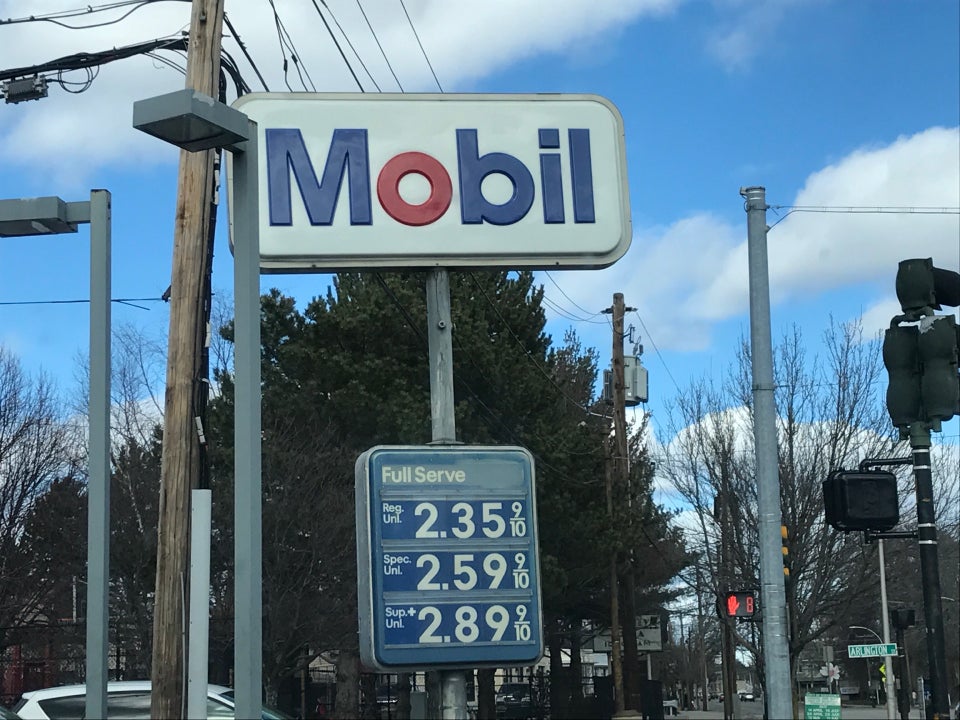 Mobil
Full Serve
Reg. Unl. 2.35 9/10
Spec. Unl. 2.59 9/10
Sup.+ Unl. 2.89 9/10
8
ARLINGTON